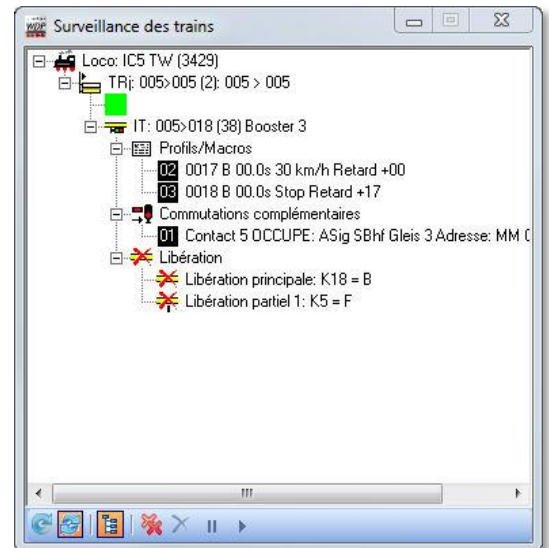 WDP Surveillance des trains
Loco: IC5 TW (3429)
TRj: 005>005 (2): 005 > 005
IT: 005>018 (38) Booster 3
Profils/Macros
02 0017 B 00.0s 30 km/h Retard +00
03 0018 B 00.0s Stop Retard +17
Commutations complémentaires
01 Contact 5 OCCUPE: ASig SBhf Gleis 3 Adresse: MM
Libération
Libération principale: K18 = B
Libération partiel 1: K5 = F